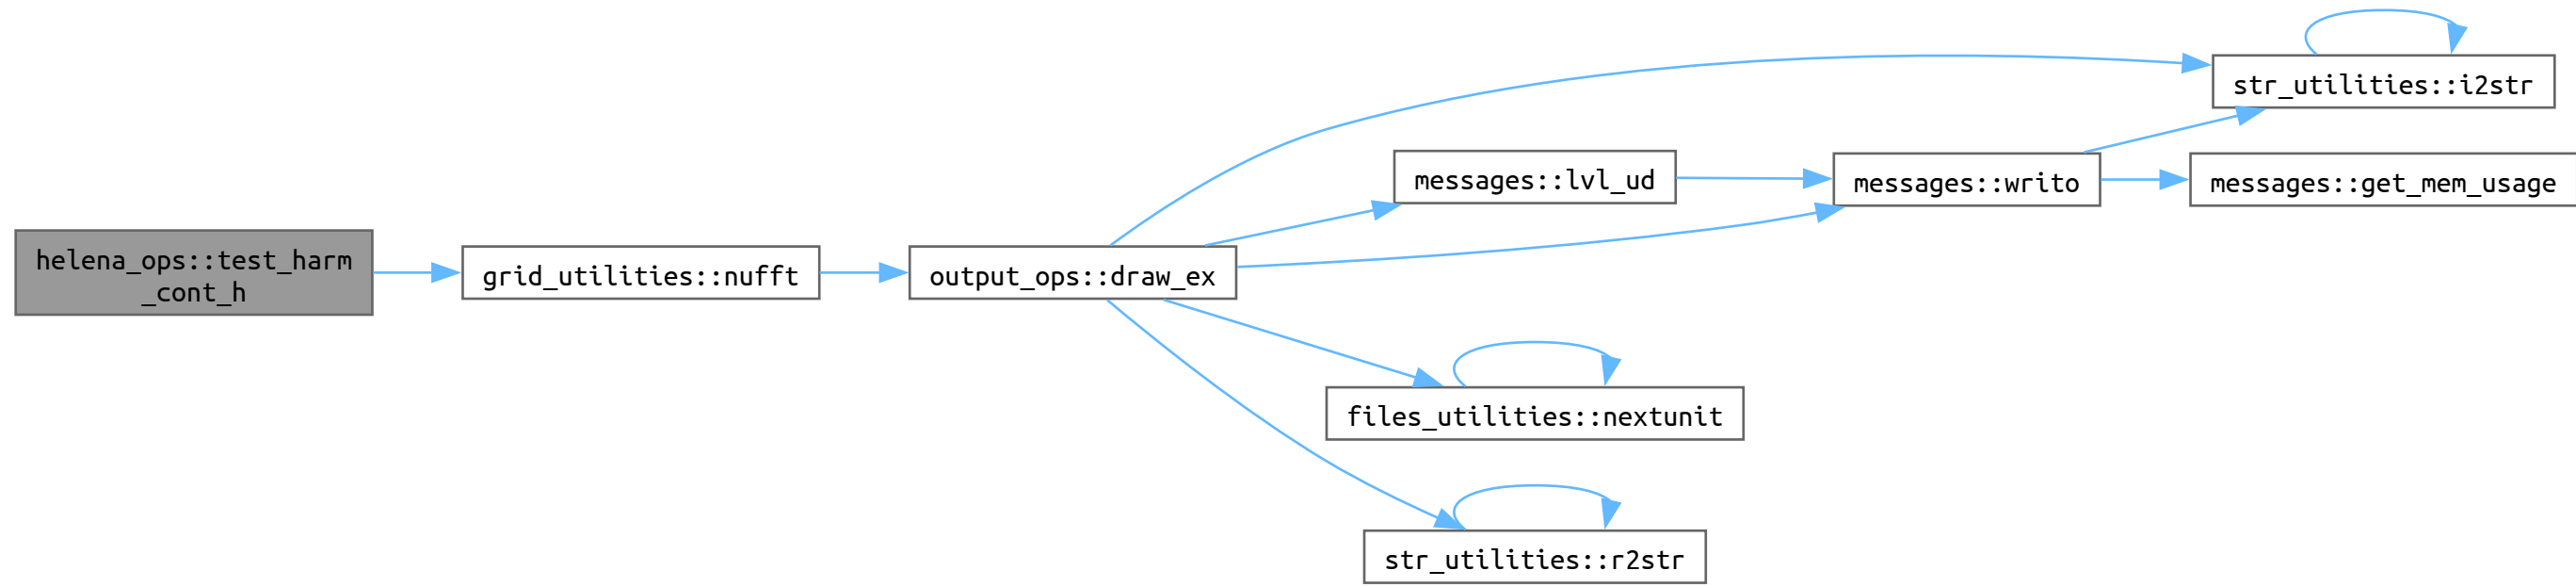 helena_ops::test_harm
_cont_h
grid_utilities::nufft
output_ops::draw_ex
messages::lvl_ud
messages::writo
str_utilities::i2str
messages::get_mem_usage
files_utilities::nextunit
str_utilities::r2str